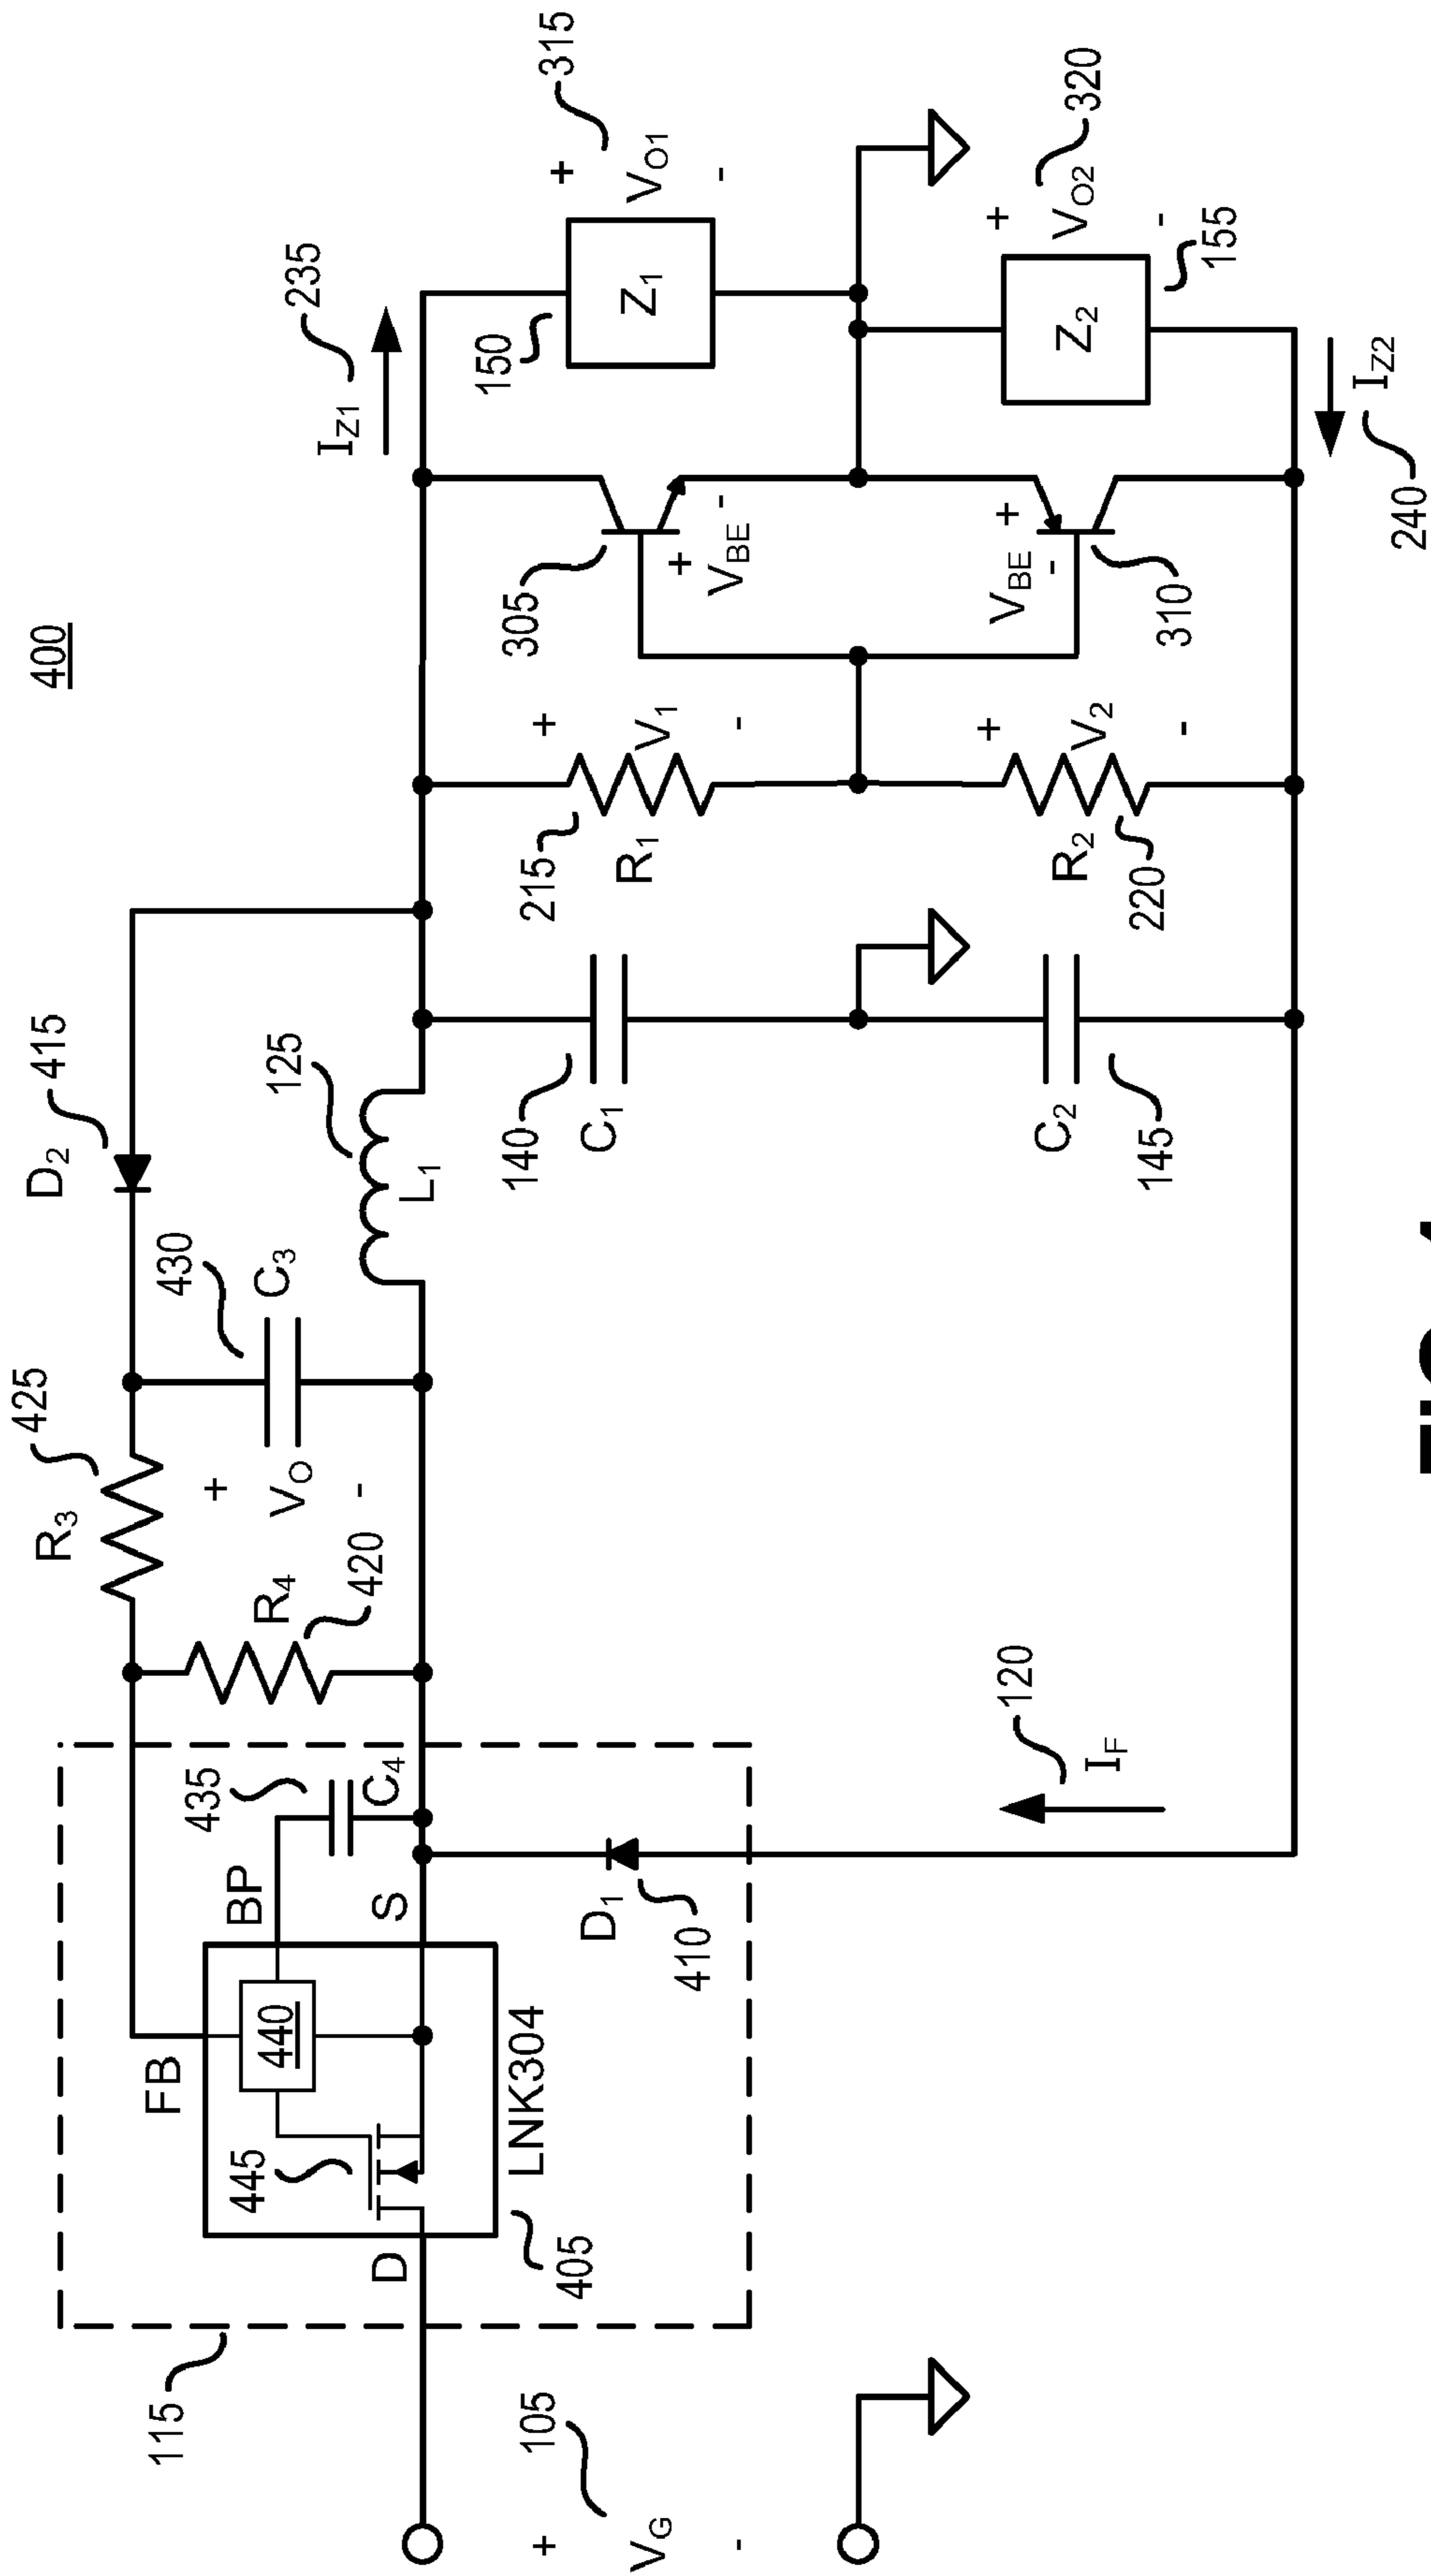 400
115
105
V_G
+
-
D
405
LNK304
445
440
FB
BP
S
435
C_4
D_1
410
120
I_F
R_4
420
R_3
425
+
V_O
-
430
C_3
D_2
415
125
L_1
140
C_1
C_2
145
215
R_1
+
V_1
-
R_2
220
+
V_2
-
305
+
V_BE
-
+
V_BE
-
310
I_Z1
235
150
Z_1
+
V_O1
-
315
Z_2
155
+
V_O2
-
320
I_Z2
240